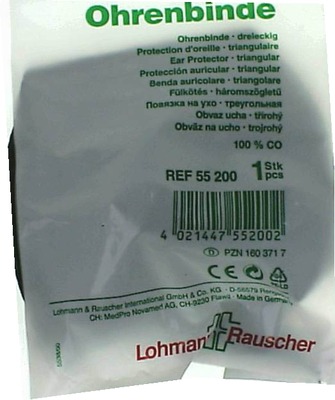 Ohrenbinde
Ohrenbinde - dreieckig
Protection d'oreille - triangulaire
Ear Protector - triangular
Protección auricular - triangular
Benda auricolare - triangolare
Fülkötés - háromszögletű
Повязка на ухо - треугольная
Obvaz ucha - třírohý
Obväz na ucho - trojrohý
100 % CO
REF 55 200 1 Stk pcs
4 021447 552002
D PZN 160 371 7
CE
Lohmann & Rauscher International GmbH & Co. KG - D-56579
CH: MedPro Novamed AG, CH-9230 Flawil - Made in Germany
Lohmann Rauscher